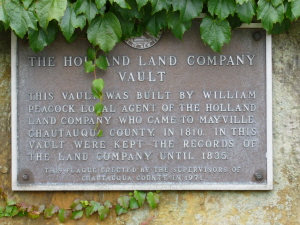 THE HOLLAND LAND COMPANY
VAULT
THIS VAULT WAS BUILT BY WILLIAM
PEACOCK LOCAL AGENT OF THE HOLLAND
LAND COMPANY WHO CAME TO MAYVILLE,
CHAUTAUQUA COUNTY, IN 1810. IN THIS
VAULT WERE KEPT THE RECORDS OF
THE LAND COMPANY UNTIL 1835.
THIS PLAQUE ERECTED BY THE SUPERVISORS OF
CHAUTAUQUA COUNTY IN